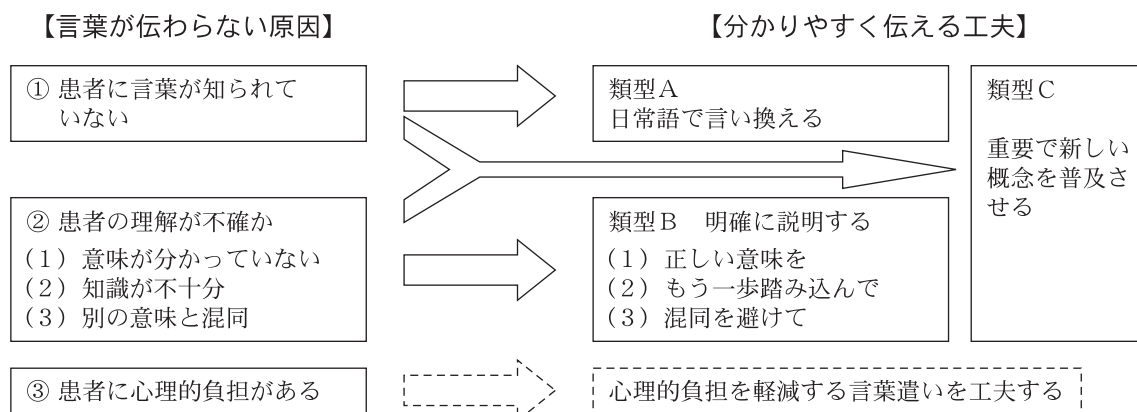 【言葉が伝わらない原因】
【分かりやすく伝える工夫】
① 患者に言葉が知られて
いない
類型Ａ
日常語で言い換える
類型Ｃ
重要で新しい
概念を普及さ
せる
② 患者の理解が不確か
（１）意味が分かっていない
（２）知識が不十分
（３）別の意味と混同
類型Ｂ　明確に説明する
（１）正しい意味を
（２）もう一歩踏み込んで
（３）混同を避けて
③ 患者に心理的負担がある
心理的負担を軽減する言葉遣いを工夫する